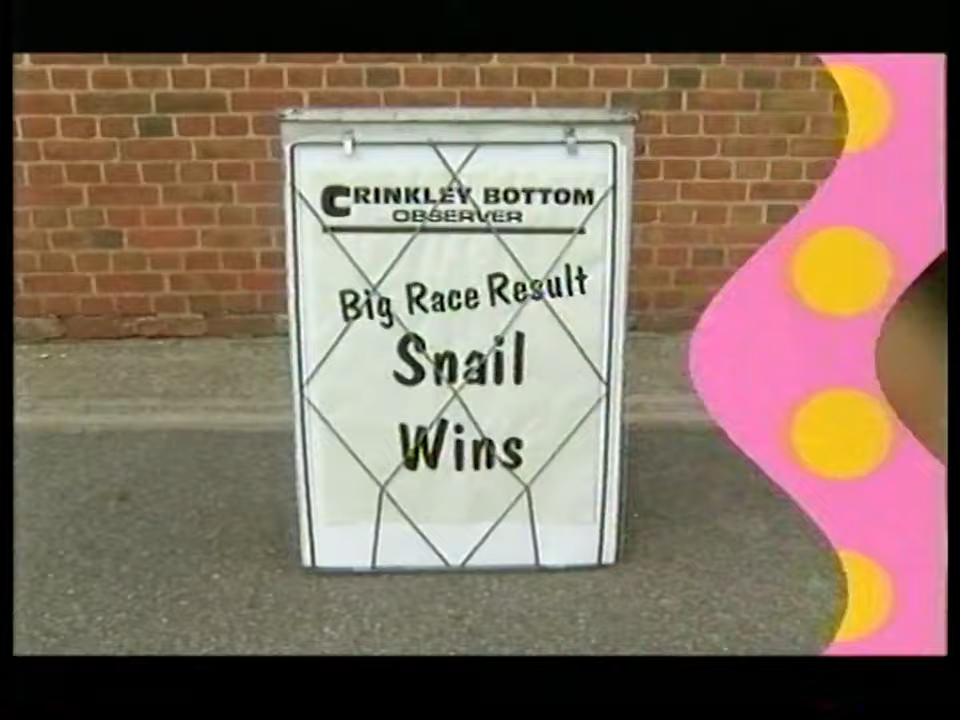 CRINKLEY BOTTOM
OBSERVER
Big Race Result
Snail
Wins